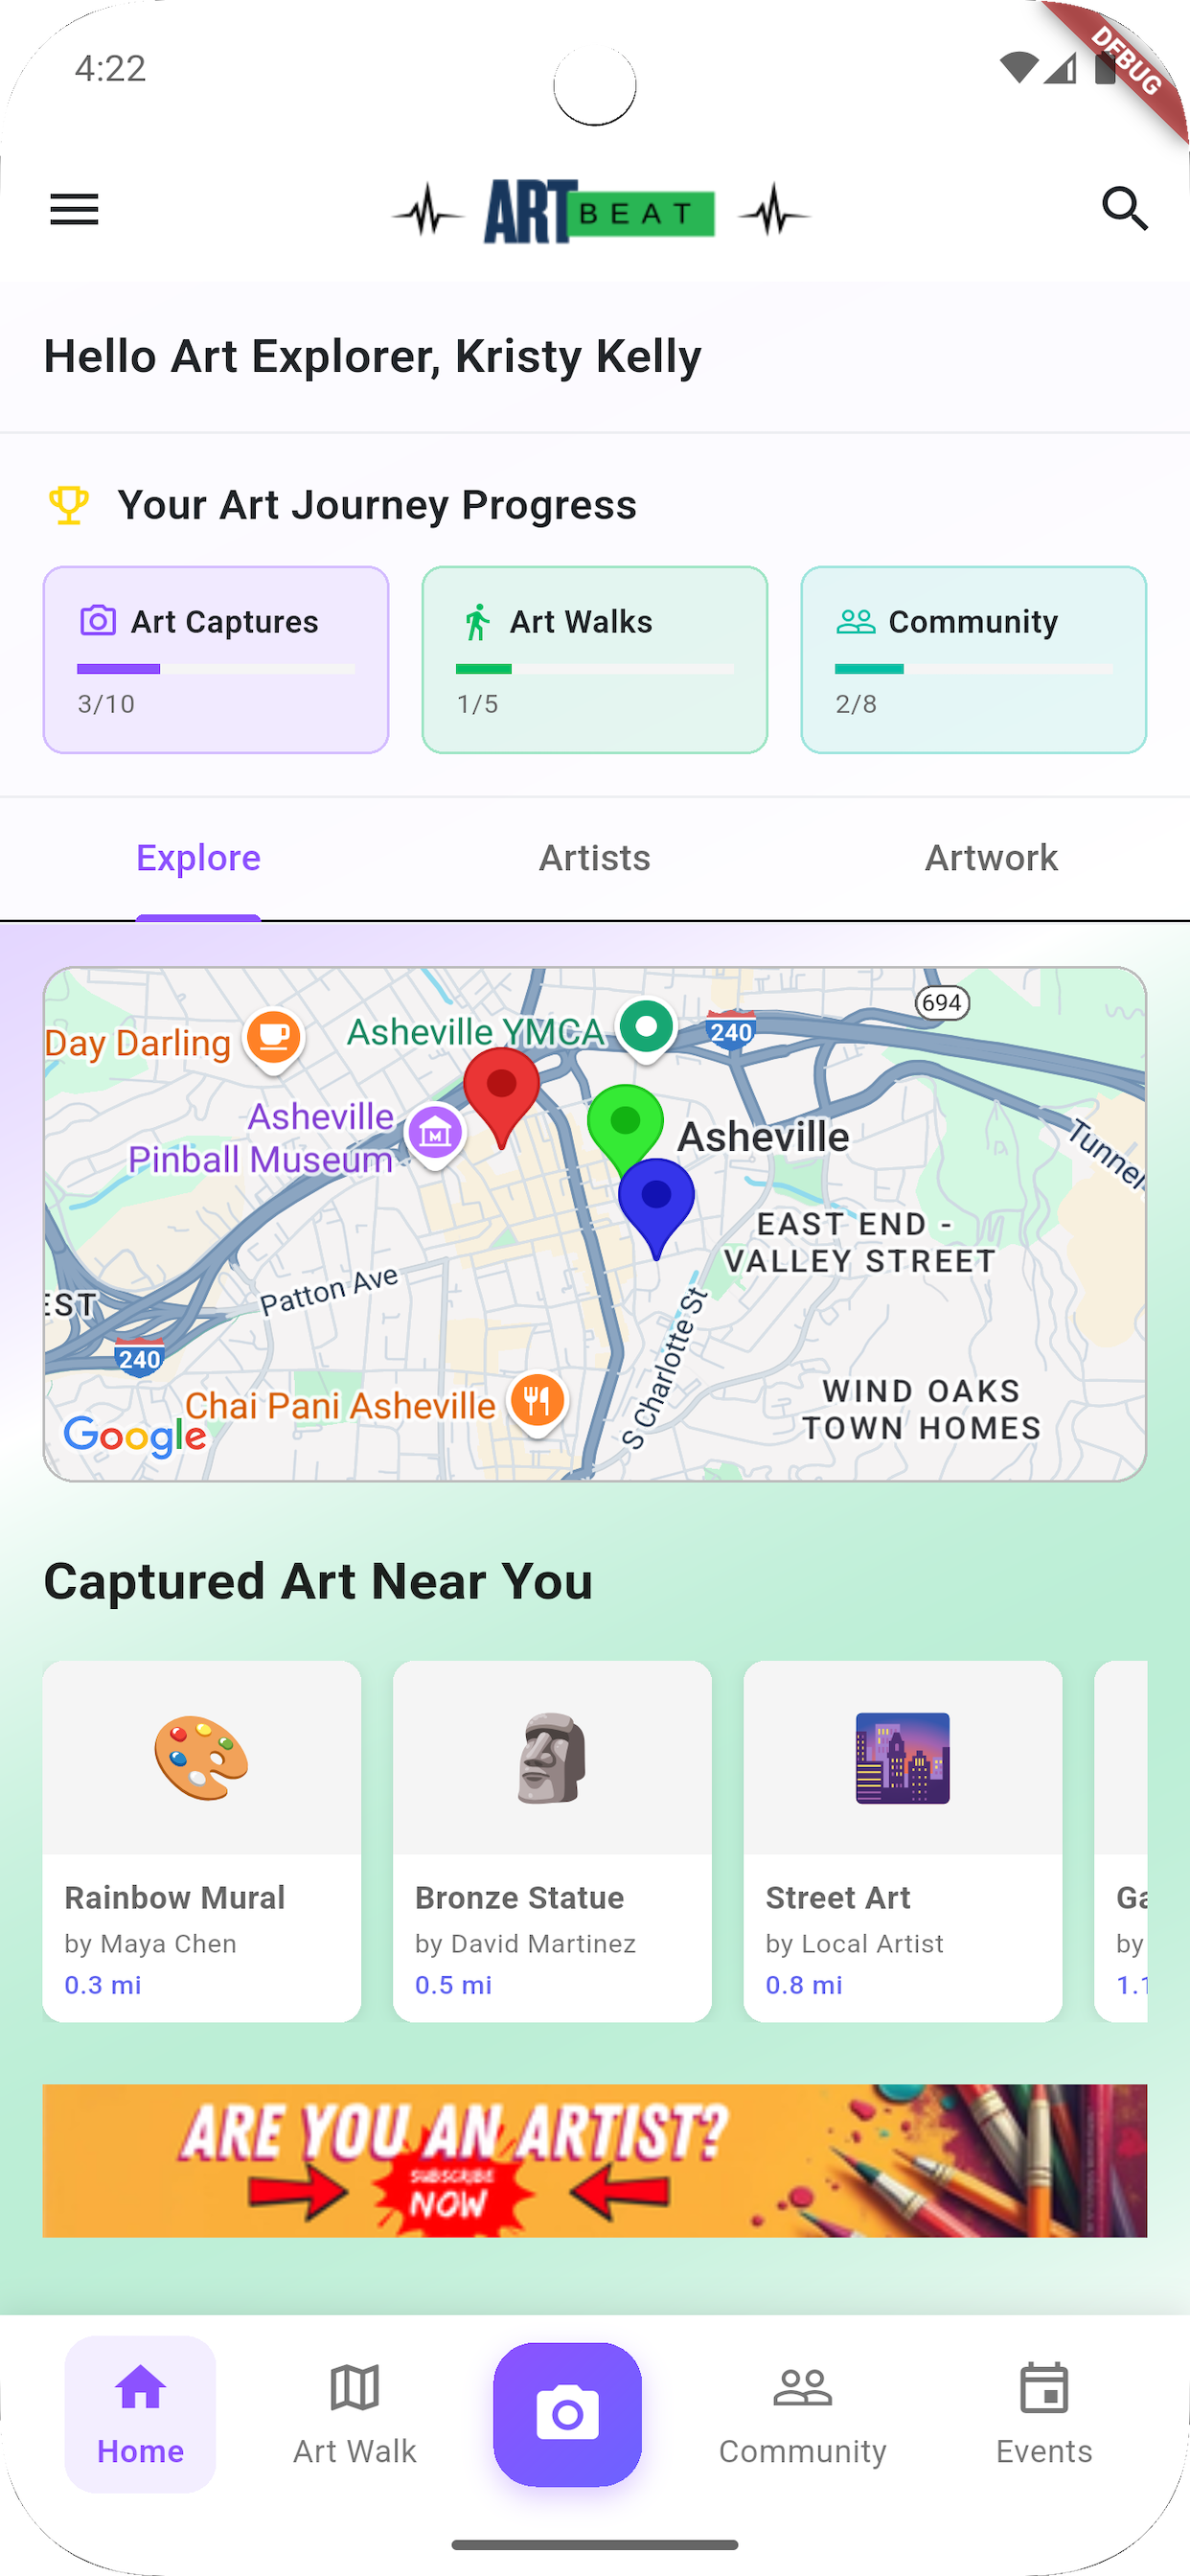 4:22
DEBUG
ART BEAT
Hello Art Explorer, Kristy Kelly
Your Art Journey Progress
Art Captures
3/10
Art Walks
1/5
Community
2/8
Explore
Artists
Artwork
694
Day Darling
Asheville YMCA
240
Asheville
Pinball Museum
Asheville
Tunnel
EAST END -
VALLEY STREET
Patton Ave
EST
240
S Charlotte St
Chai Pani Asheville
WIND OAKS
TOWN HOMES
Google
Captured Art Near You
Rainbow Mural
by Maya Chen
0.3 mi
Bronze Statue
by David Martinez
0.5 mi
Street Art
by Local Artist
0.8 mi
Ga
by
1.1
ARE YOU AN ARTIST?
SUBSCRIBE
NOW
Home
Art Walk
Community
Events